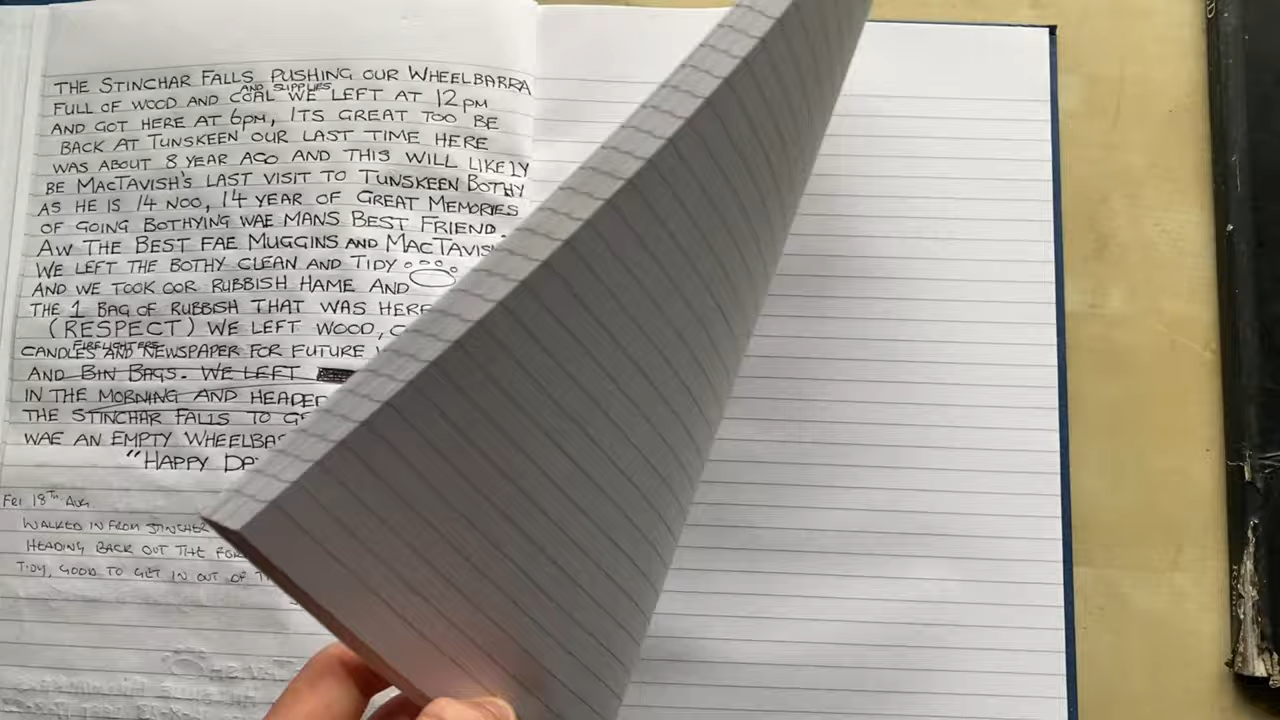 THE STINCHAR FALLS PUSHING OUR WHEELBARRA
AND SUPPLIES
FULL OF WOOD AND COAL WE LEFT AT 12PM
AND GOT HERE AT 6PM, ITS GREAT TOO BE
BACK AT TUNSKEEN OUR LAST TIME HERE
WAS ABOUT 8 YEAR AGO AND THIS WILL LIKELY
BE MACTAVISH'S LAST VISIT TO TUNSKEEN BOTHY
AS HE IS 14 NOO, 14 YEAR OF GREAT MEMORIES
OF GOING BOTHYING WAE MANS BEST FRIEND.
AW THE BEST FAE MUGGINS AND MACTAVIS
WE LEFT THE BOTHY CLEAN AND TIDY
AND WE TOOK OOR RUBBISH HAME AND
THE 1 BAG OF RUBBISH THAT WAS HERE
(RESPECT) WE LEFT WOOD,
FIRELIGHTERS
CANDLES AND NEWSPAPER FOR FUTURE
AND BIN BAGS. WE LEFT
IN THE MORNING AND HEADED
THE STINCHAR FALLS TO
WAE AN EMPTY WHEELBA
"HAPPY DA
FRI 18TH AUG.
WALKED IN FROM STINCHER
HEADING BACK OUT THE
TIDY, GOOD TO GET IN OUT OF